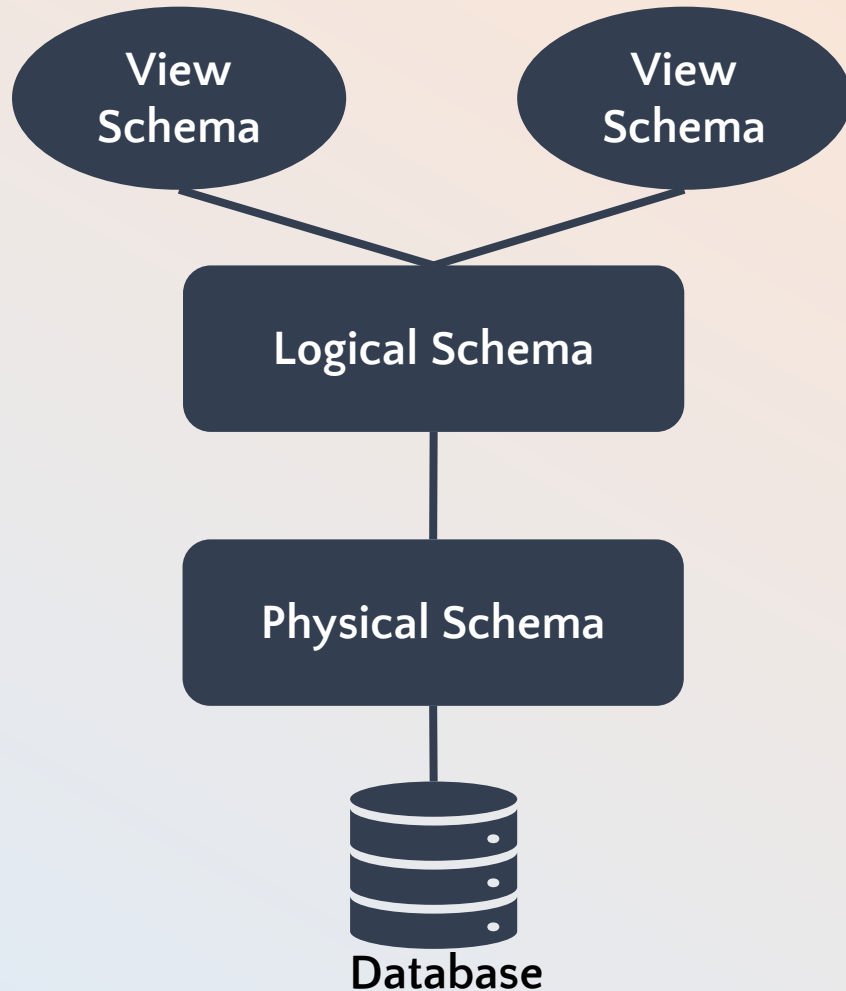 View
Schema
View
Schema
Logical Schema
Physical Schema
Database